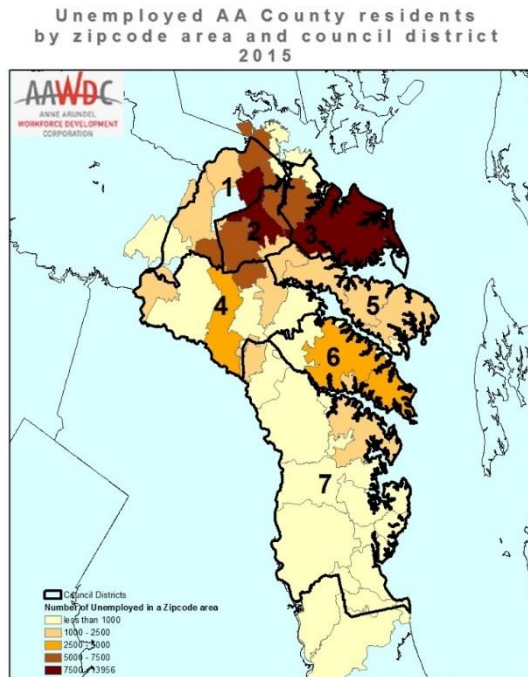 Unemployed AA County residents
by zipcode area and council district
2015
AAWDC
ANNE ARUNDEL
WORKFORCE DEVELOPMENT
CORPORATION
1
2
3
5
4
6
7
Council Districts
Number of Unemployed in a Zipcode area
less than 1000
1000 - 2500
2500 - 5000
5000 - 7500
7500 - 13956